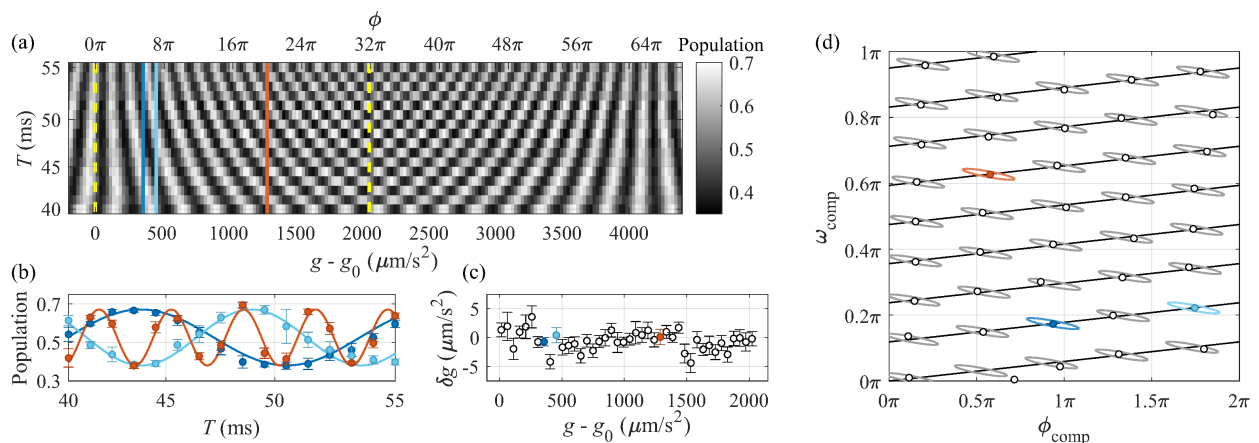 ϕ
(a) 0π 8π 16π 24π 32π 40π 48π 56π 64π Population
55 50 45 40
T (ms)
0.7 0.6 0.5 0.4
0 500 1000 1500 2000 2500 3000 3500 4000
g - g₀ (μm/s²)
(b)
Population
0.7 0.5 0.3
40 45 50 55
T (ms)
(c)
δg (μm/s²)
5 0 -5
0 500 1000 1500 2000
g - g₀ (μm/s²)
(d)
1π 0.8π 0.6π 0.4π 0.2π 0π
ω_comp
0π 0.5π 1π 1.5π 2π
ϕ_comp